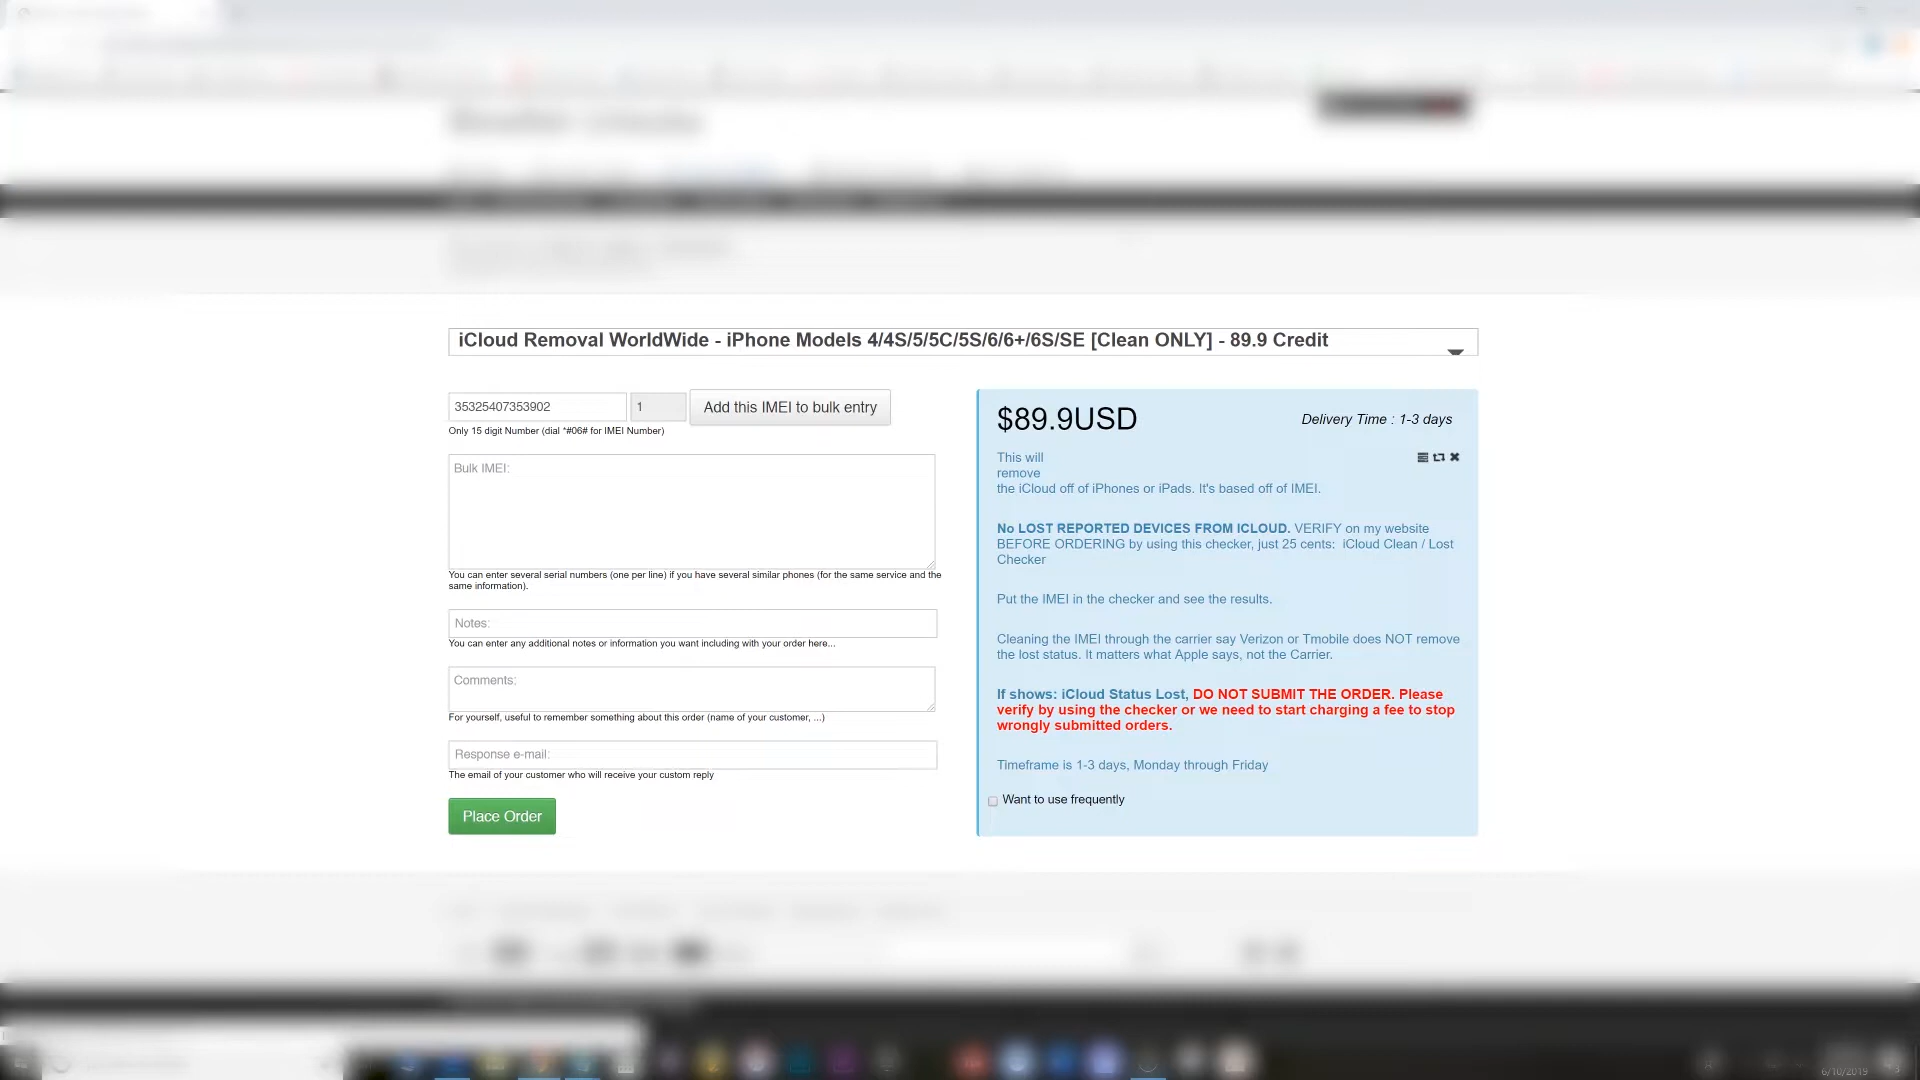 iCloud Removal WorldWide - iPhone Models 4/4S/5/5C/5S/6/6+/6S/SE [Clean ONLY] - 89.9 Credit
35325407353902
1
Add this IMEI to bulk entry
Only 15 digit Number (dial *#06# for IMEI Number)
Bulk IMEI:
You can enter several serial numbers (one per line) if you have several similar phones (for the same service and the
same information).
Notes:
You can enter any additional notes or information you want including with your order here...
Comments:
For yourself, useful to remember something about this order (name of your customer, ...)
Response e-mail:
The email of your customer who will receive your custom reply
Place Order
$89.9USD
Delivery Time : 1-3 days
This will
remove
the iCloud off of iPhones or iPads. It's based off of IMEI.
No LOST REPORTED DEVICES FROM ICLOUD. VERIFY on my website
BEFORE ORDERING by using this checker, just 25 cents:  iCloud Clean / Lost
Checker
Put the IMEI in the checker and see the results.
Cleaning the IMEI through the carrier say Verizon or Tmobile does NOT remove
the lost status. It matters what Apple says, not the Carrier.
If shows: iCloud Status Lost, DO NOT SUBMIT THE ORDER. Please
verify by using the checker or we need to start charging a fee to stop
wrongly submitted orders.
Timeframe is 1-3 days, Monday through Friday
Want to use frequently
6/10/2019